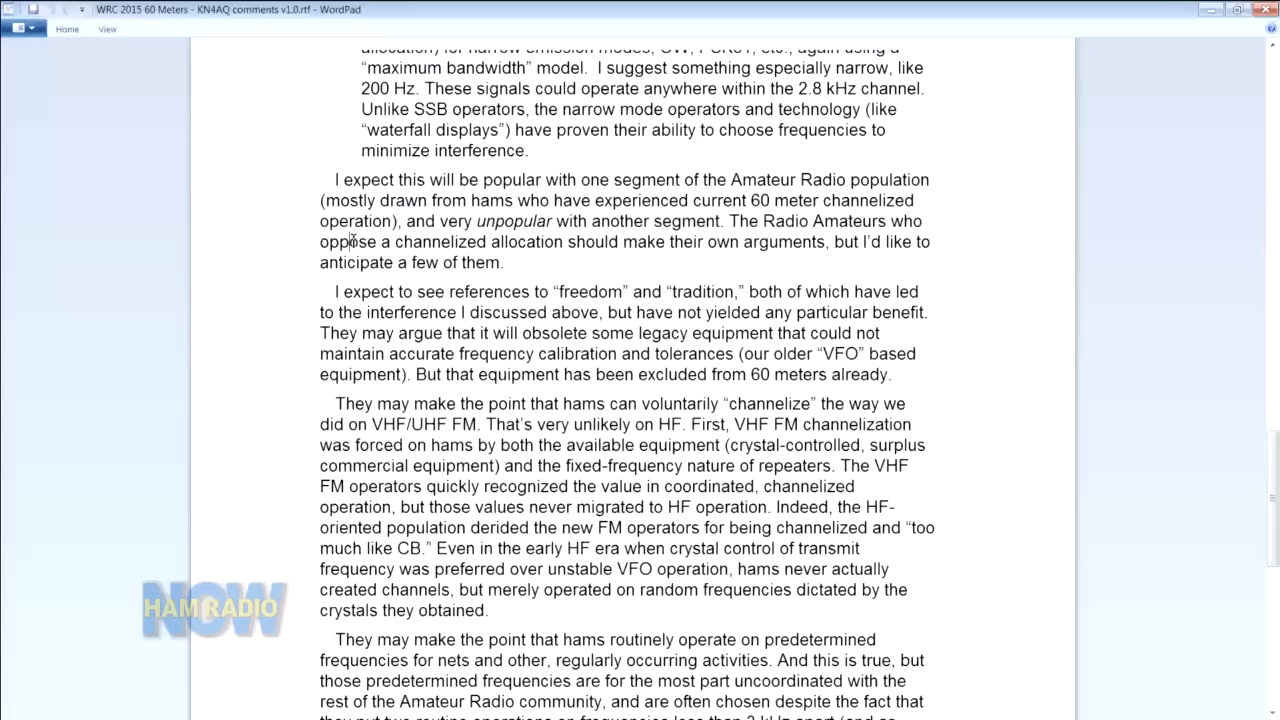 WRC 2015 60 Meters - KN4AQ comments v1.0.rtf - WordPad
Home View
“maximum bandwidth” model.  I suggest something especially narrow, like
200 Hz. These signals could operate anywhere within the 2.8 kHz channel.
Unlike SSB operators, the narrow mode operators and technology (like
“waterfall displays”) have proven their ability to choose frequencies to
minimize interference.
I expect this will be popular with one segment of the Amateur Radio population
(mostly drawn from hams who have experienced current 60 meter channelized
operation), and very unpopular with another segment. The Radio Amateurs who
oppose a channelized allocation should make their own arguments, but I’d like to
anticipate a few of them.
I expect to see references to “freedom” and “tradition,” both of which have led
to the interference I discussed above, but have not yielded any particular benefit.
They may argue that it will obsolete some legacy equipment that could not
maintain accurate frequency calibration and tolerances (our older “VFO” based
equipment). But that equipment has been excluded from 60 meters already.
They may make the point that hams can voluntarily “channelize” the way we
did on VHF/UHF FM. That’s very unlikely on HF. First, VHF FM channelization
was forced on hams by both the available equipment (crystal-controlled, surplus
commercial equipment) and the fixed-frequency nature of repeaters. The VHF
FM operators quickly recognized the value in coordinated, channelized
operation, but those values never migrated to HF operation. Indeed, the HF-
oriented population derided the new FM operators for being channelized and “too
much like CB.” Even in the early HF era when crystal control of transmit
frequency was preferred over unstable VFO operation, hams never actually
created channels, but merely operated on random frequencies dictated by the
crystals they obtained.
They may make the point that hams routinely operate on predetermined
frequencies for nets and other, regularly occurring activities. And this is true, but
those predetermined frequencies are for the most part uncoordinated with the
rest of the Amateur Radio community, and are often chosen despite the fact that
HAM RADIO
NOW